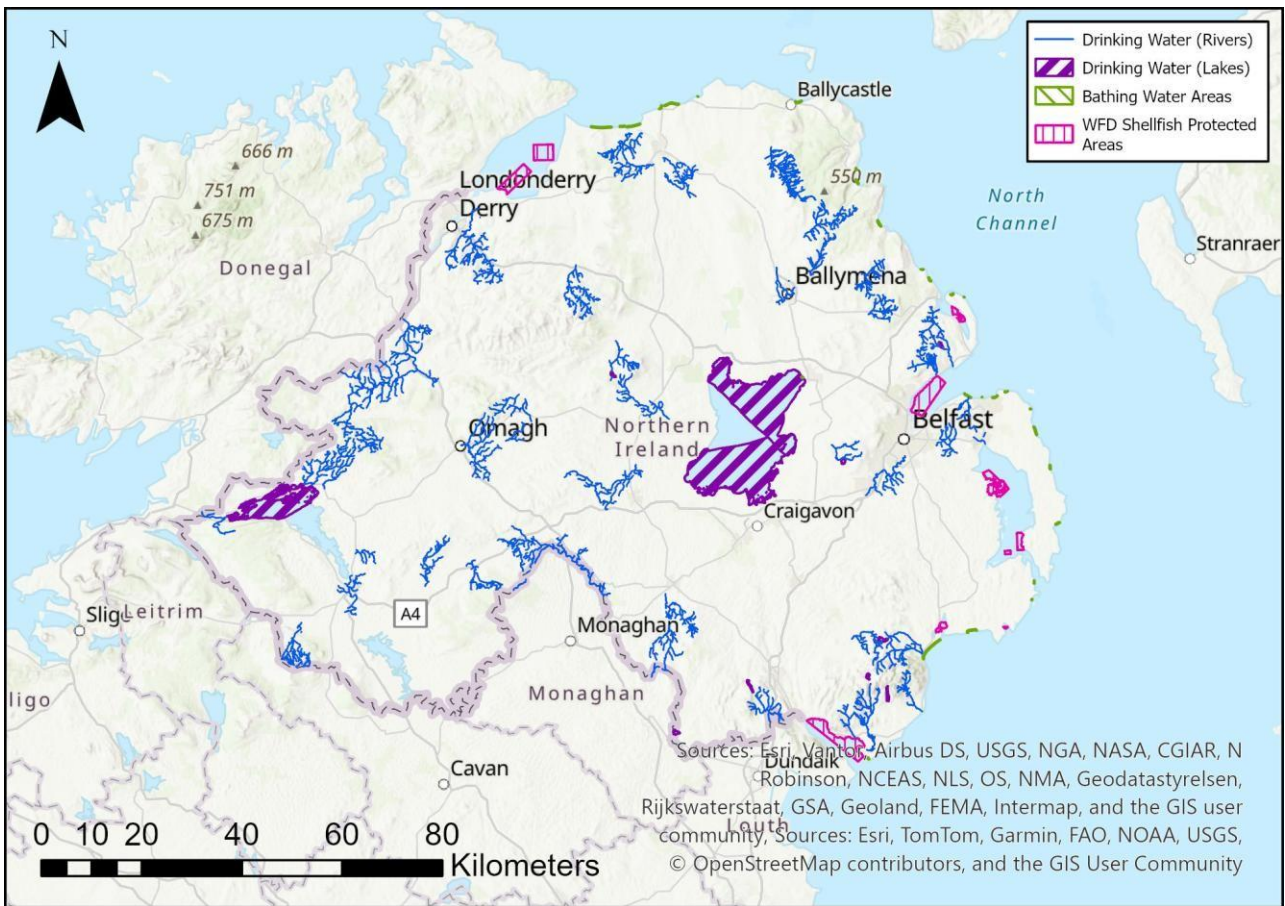 N
Drinking Water (Rivers)
Drinking Water (Lakes)
Bathing Water Areas
WFD Shellfish Protected
Areas
Ballycastle
666 m
751 m
675 m
Londonderry
Derry
550 m
North
Channel
Stranraer
Donegal
Ballymena
Omagh
Northern
Ireland
Belfast
Craigavon
Sligo
Leitrim
A4
Monaghan
Monaghan
ligo
Cavan
Dundalk
Louth
Sources: Esri, Vantor, Airbus DS, USGS, NGA, NASA, CGIAR, N
Robinson, NCEAS, NLS, OS, NMA, Geodatastyrelsen,
Rijkswaterstaat, GSA, Geoland, FEMA, Intermap, and the GIS user
community, Sources: Esri, TomTom, Garmin, FAO, NOAA, USGS,
© OpenStreetMap contributors, and the GIS User Community
0 10 20 40 60 80
Kilometers